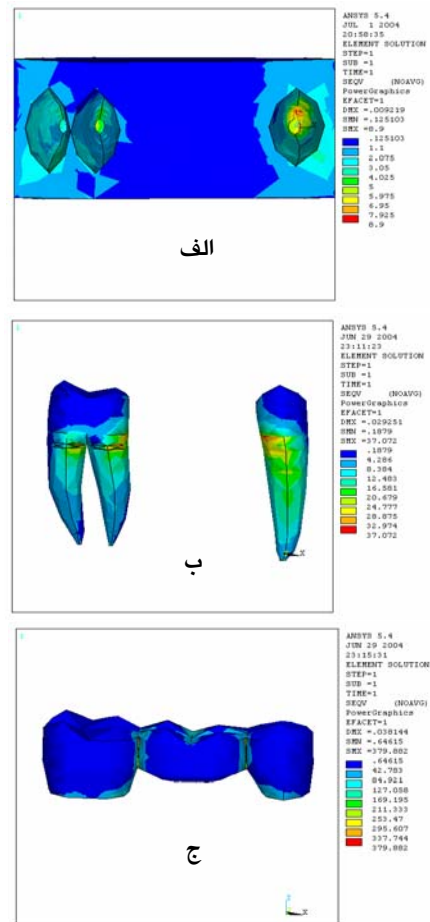 1
ANSYS 5.4
JUL 1 2004
20:58:35
ELEMENT SOLUTION
STEP=1
SUB =1
TIME=1
SEQV (NOAVG)
PowerGraphics
EFACET=1
DMX =.009219
SMN =.125103
SMX =8.9
.125103
1.1
2.075
3.05
4.025
5
5.975
6.95
7.925
8.9
الف
1
ANSYS 5.4
JUN 29 2004
23:11:23
ELEMENT SOLUTION
STEP=1
SUB =1
TIME=1
SEQV (NOAVG)
PowerGraphics
EFACET=1
DMX =.029251
SMN =.1879
SMX =37.072
.1879
4.286
8.384
12.483
16.581
20.679
24.777
28.875
32.974
37.072
X
ب
ANSYS 5.4
JUN 29 2004
23:15:31
ELEMENT SOLUTION
STEP=1
SUB =1
TIME=1
SEQV (NOAVG)
PowerGraphics
EFACET=1
DMX =.038144
SMN =.64615
SMX =379.882
.64615
42.783
84.921
127.058
169.195
211.333
253.47
295.607
337.744
379.882
ج
X